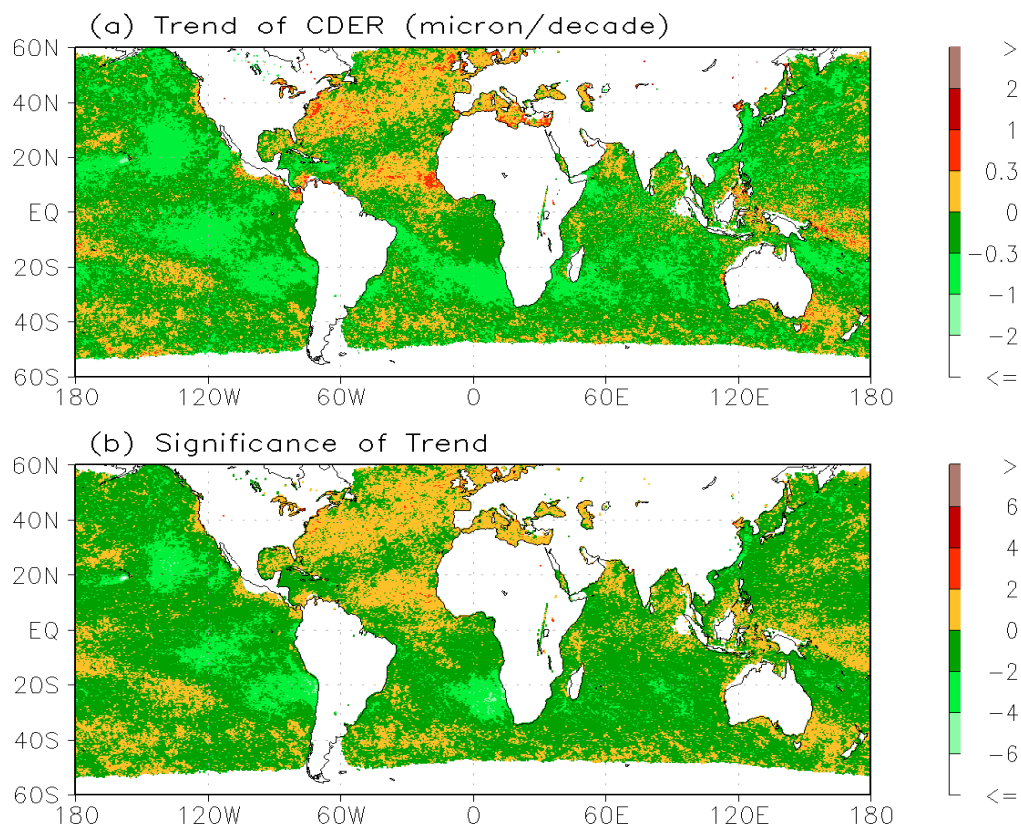 (a) Trend of CDER (micron/decade)
60N
40N
20N
EQ
20S
40S
60S
180
120W
60W
0
60E
120E
180
>
2
1
0.3
0
-0.3
-1
-2
<=
(b) Significance of Trend
60N
40N
20N
EQ
20S
40S
60S
180
120W
60W
0
60E
120E
180
>
6
4
2
0
-2
-4
-6
<=